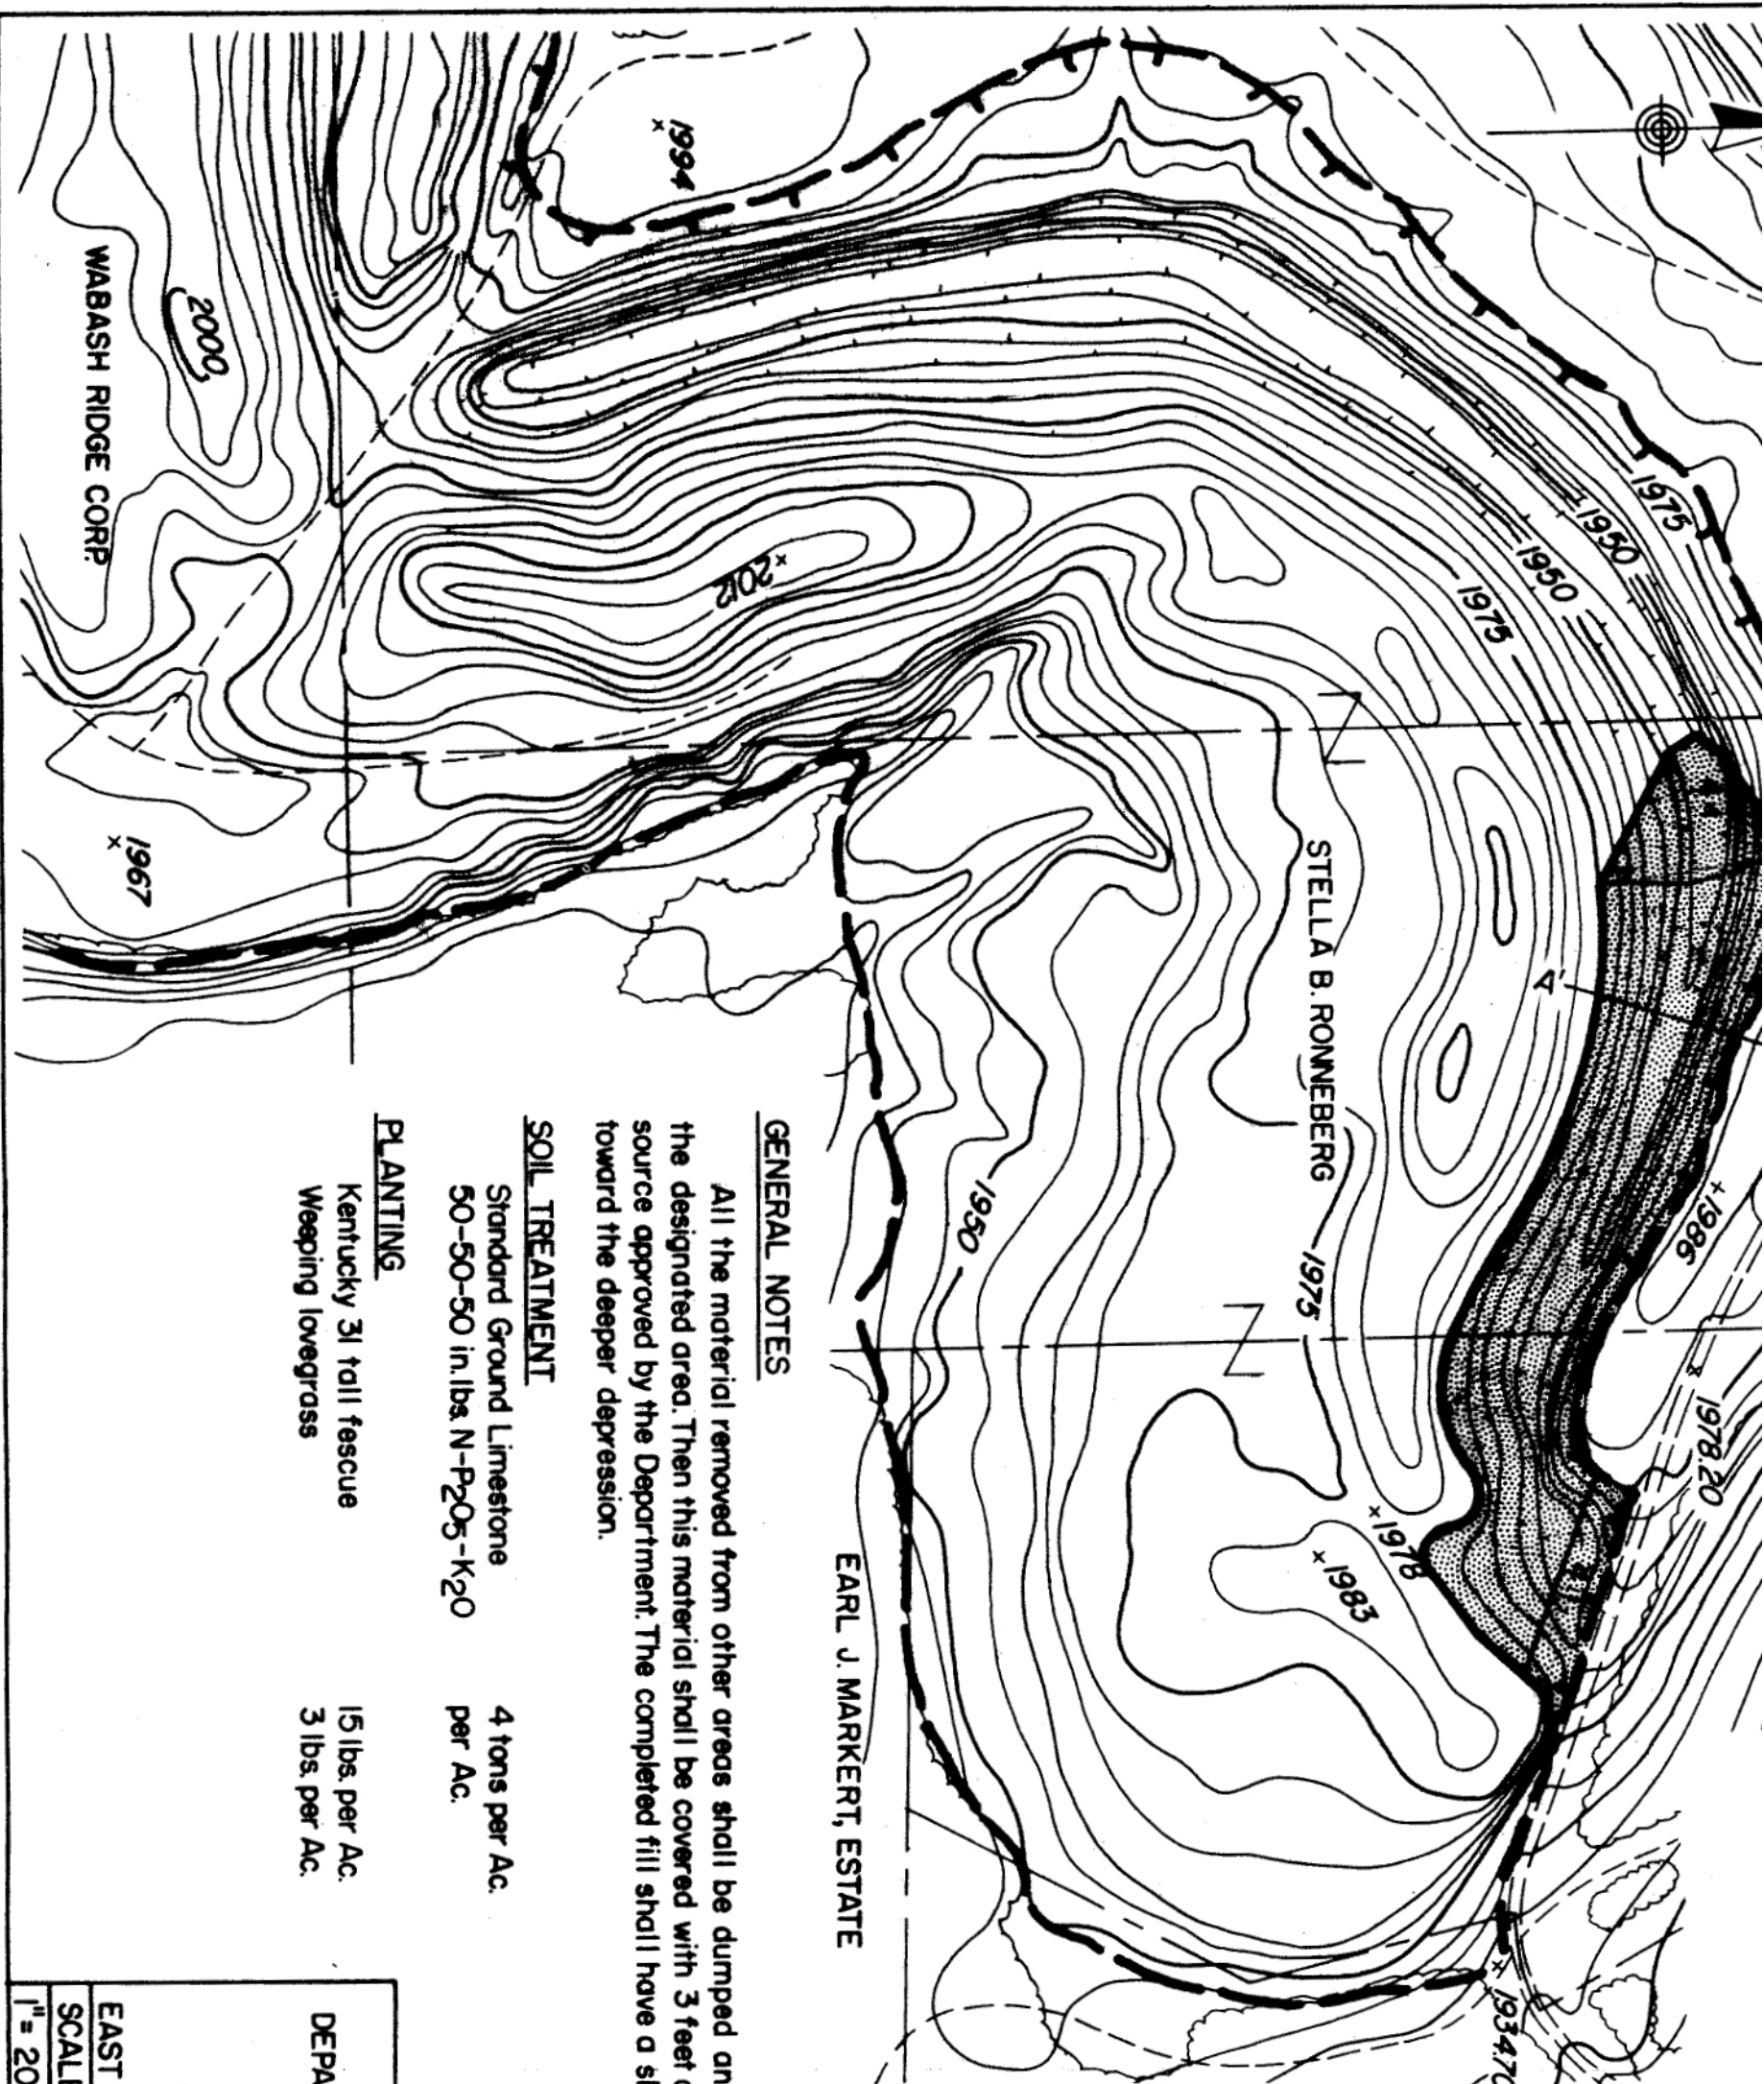 1994
2000
WABASH RIDGE CORP.
2012
1975
1950
1950
1975
1967
STELLA B. RONNEBERG
A'
1986
1950
1975
1978.20
1978
1983
EARL J. MARKERT, ESTATE
1934.70
GENERAL NOTES
All the material removed from other areas shall be dumped an
the designated area. Then this material shall be covered with 3 feet
source approved by the Department. The completed fill shall have a sl
toward the deeper depression.
SOIL TREATMENT
Standard Ground Limestone 4 tons per Ac.
50-50-50 in. lbs. N-P2O5-K2O per Ac.
PLANTING
Kentucky 31 tall fescue 15 lbs. per Ac.
Weeping lovegrass 3 lbs. per Ac.
DEPA
EAST
SCALE
1" = 20